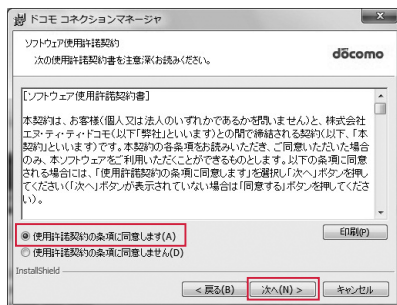 ドコモ コネクションマネージャ
ソフトウェア使用許諾契約
次の使用許諾契約書を注意深くお読みください。
döcomo
[ソフトウェア使用許諾契約書]
本契約は、お客様(個人又は法人のいずれかであるかを問いません)と、株式会社
エヌ・ティ・ティ・ドコモ(以下「弊社」といいます)との間で締結される契約(以下、「本
契約」といいます)です。本契約の各条項をお読みいただき、ご同意いただいた場合
のみ、本ソフトウェアをご利用いただくことができるものとします。以下の条項に同意
される場合には、「使用許諾契約の条項に同意します」を選択し「次へ」ボタンを押し
てください(「次へ」ボタンが表示されていない場合は「同意する」ボタンを押してくださ
い)。
使用許諾契約の条項に同意します(A)
印刷(P)
使用許諾契約の条項に同意しません(D)
InstallShield
< 戻る(B)
次へ(N) >
キャンセル